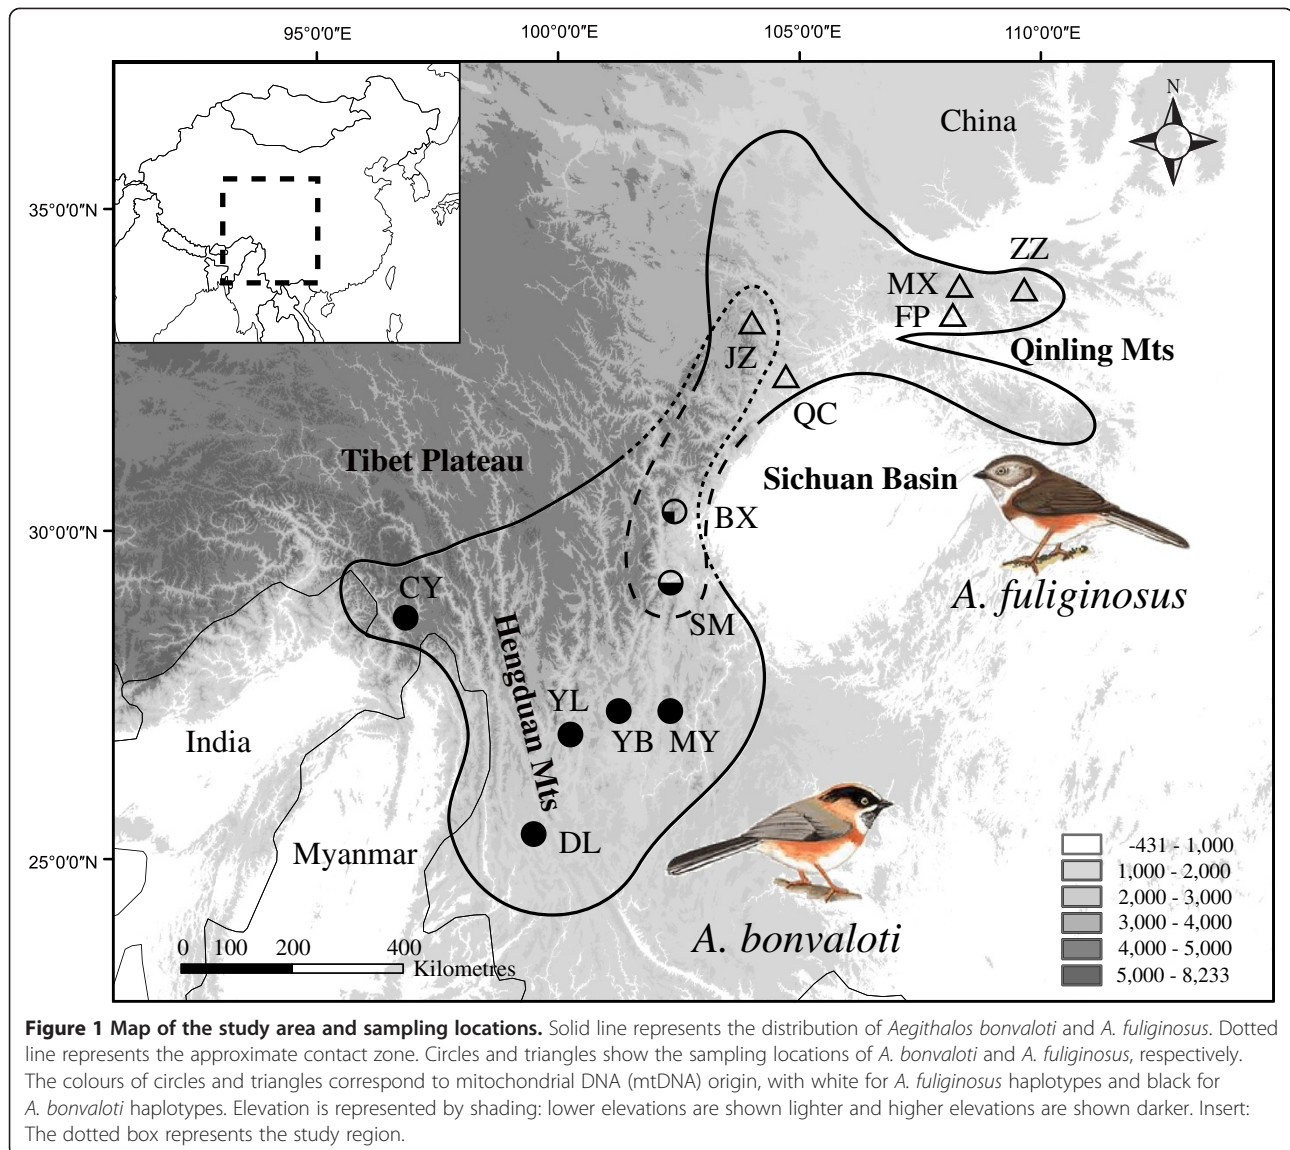 95°0'0"E 100°0'0"E 105°0'0"E 110°0'0"E
China
N
35°0'0"N
ZZ
MX
FP
JZ
Qinling Mts
QC
Tibet Plateau
Sichuan Basin
BX
30°0'0"N
CY
A. fuliginosus
SM
Hengduan Mts
YL
India
YB MY
Myanmar
DL
25°0'0"N
-431 - 1,000
1,000 - 2,000
2,000 - 3,000
3,000 - 4,000
4,000 - 5,000
5,000 - 8,233
A. bonvaloti
0 100 200 400
Kilometres
Figure 1 Map of the study area and sampling locations. Solid line represents the distribution of Aegithalos bonvaloti and A. fuliginosus. Dotted
line represents the approximate contact zone. Circles and triangles show the sampling locations of A. bonvaloti and A. fuliginosus, respectively.
The colours of circles and triangles correspond to mitochondrial DNA (mtDNA) origin, with white for A. fuliginosus haplotypes and black for
A. bonvaloti haplotypes. Elevation is represented by shading: lower elevations are shown lighter and higher elevations are shown darker. Insert:
The dotted box represents the study region.